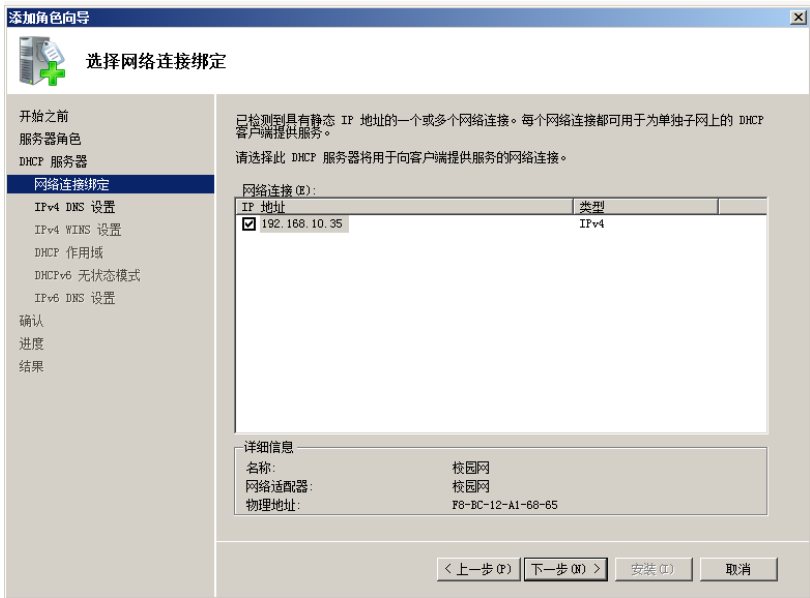 添加角色向导
选择网络连接绑定
开始之前
服务器角色
DHCP 服务器
网络连接绑定
IPv4 DNS 设置
IPv4 WINS 设置
DHCP 作用域
DHCPv6 无状态模式
IPv6 DNS 设置
确认
进度
结果
已检测到具有静态 IP 地址的一个或多个网络连接。每个网络连接都可用于为单独子网上的 DHCP
客户端提供服务。
请选择此 DHCP 服务器将用于向客户端提供服务的网络连接。
网络连接(E):
IP 地址 类型
192.168.10.35 IPv4
详细信息
名称: 校园网
网络适配器: 校园网
物理地址: F8-BC-12-A1-68-65
< 上一步(P) 下一步(N) > 安装(I) 取消